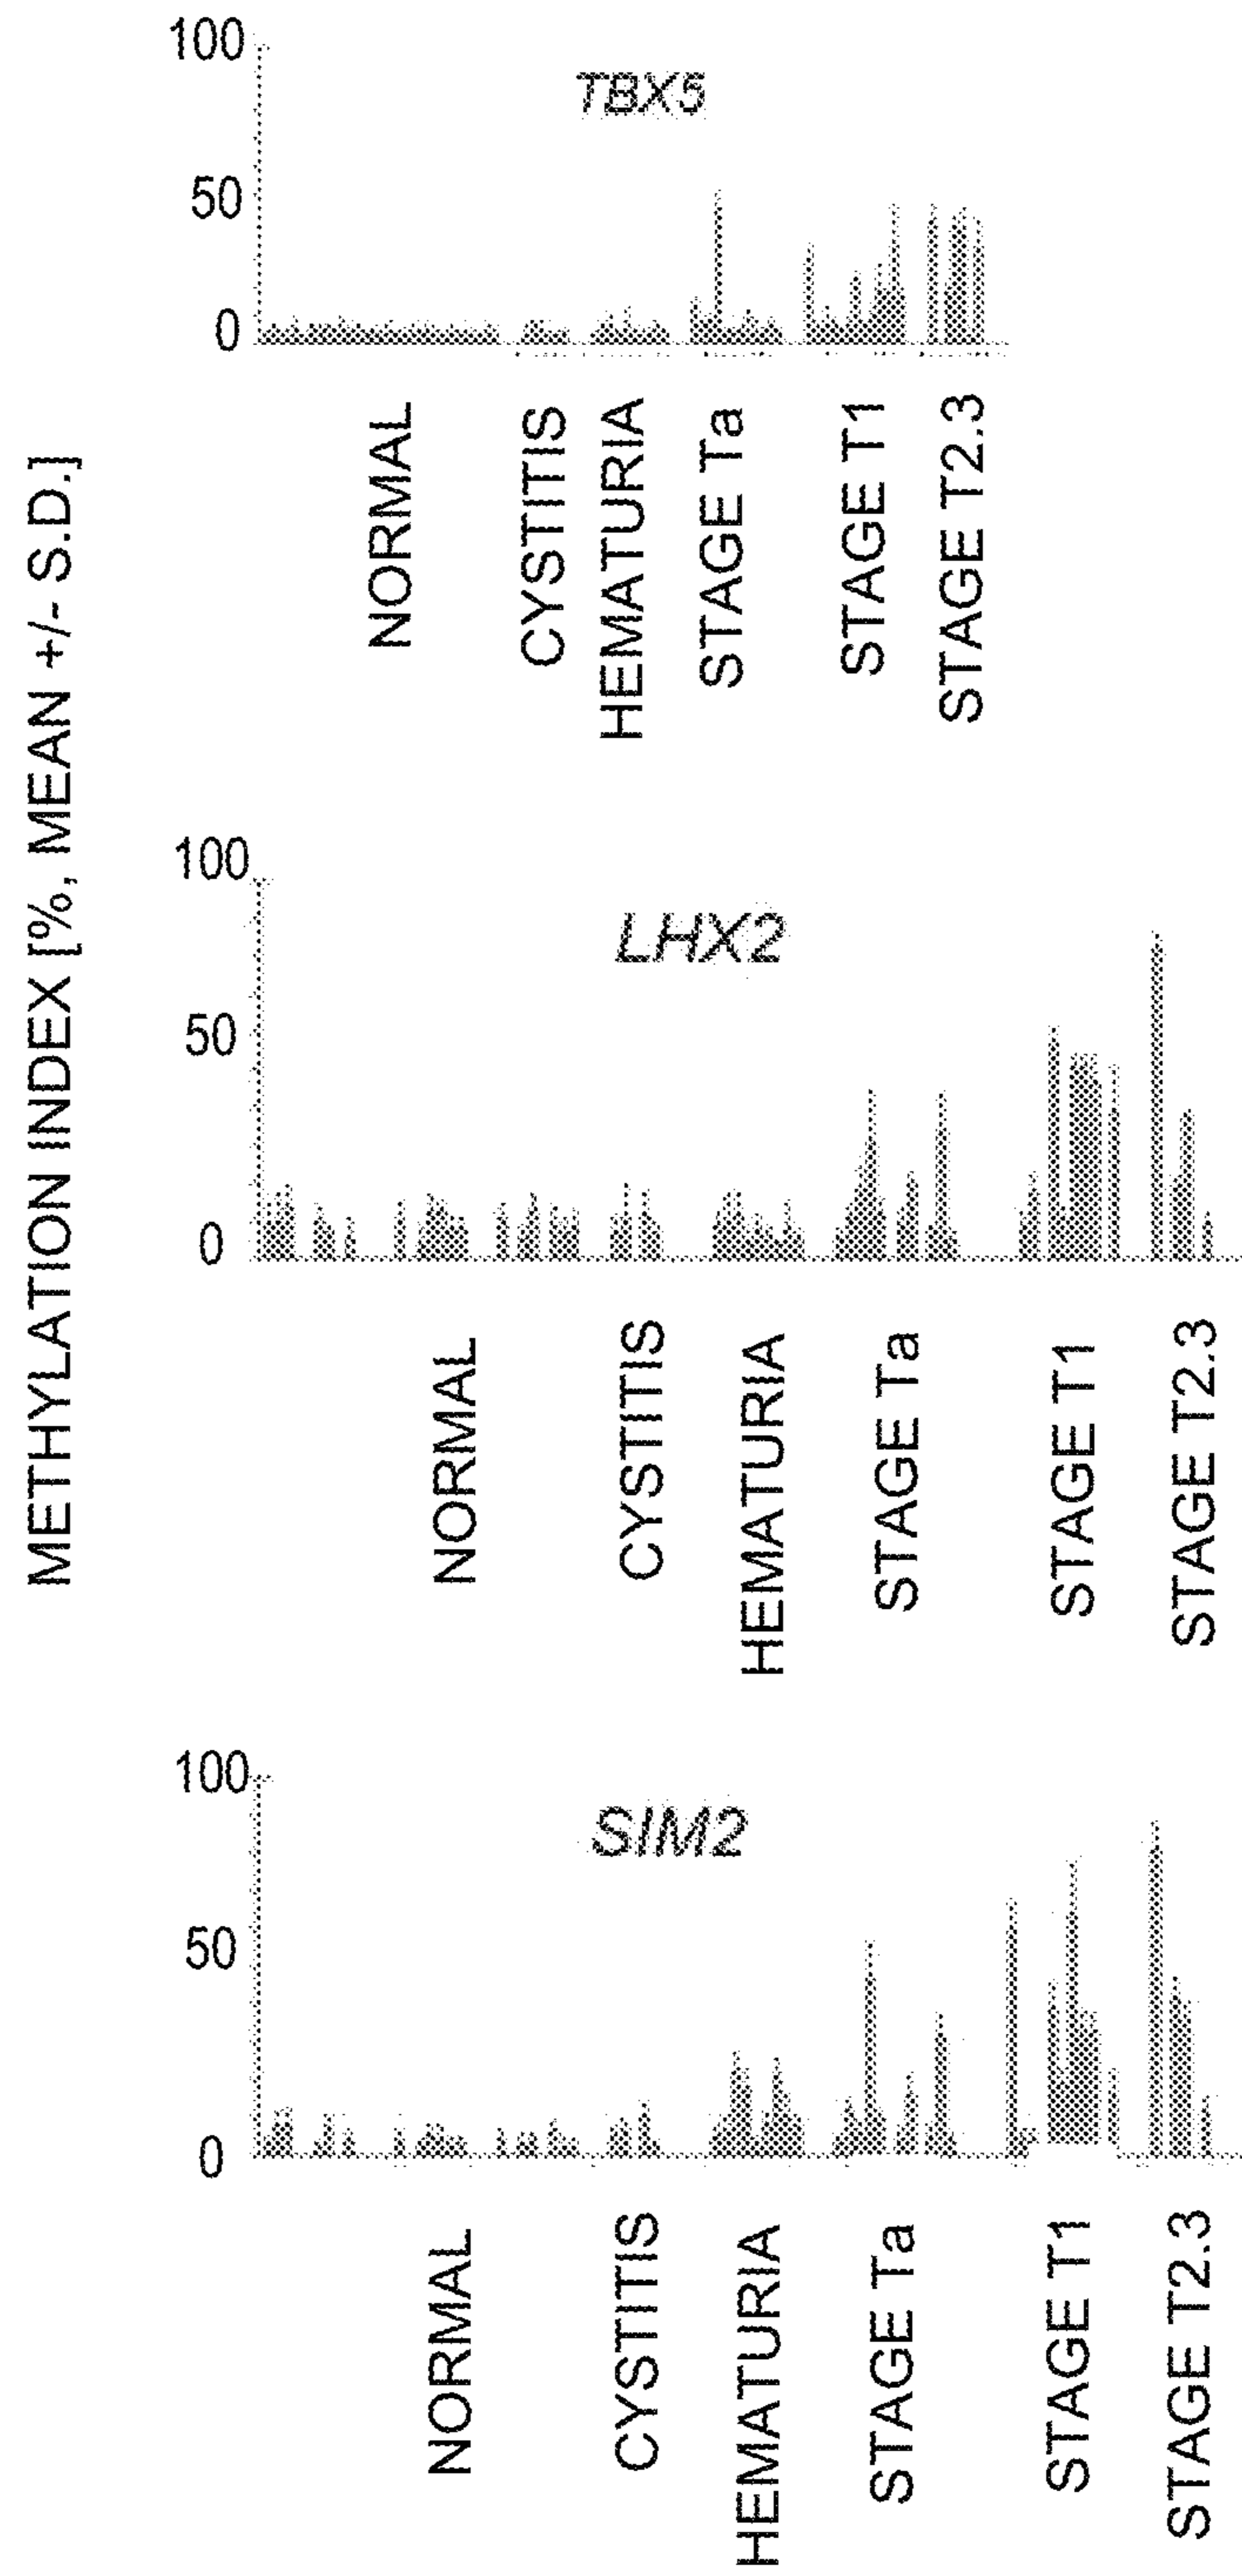 METHYLATION INDEX [%, MEAN +/- S.D.]
TBX5
100
50
0
NORMAL
CYSTITIS
HEMATURIA
STAGE Ta
STAGE T1
STAGE T2.3
LHX2
100
50
0
NORMAL
CYSTITIS
HEMATURIA
STAGE Ta
STAGE T1
STAGE T2.3
SIM2
100
50
0
NORMAL
CYSTITIS
HEMATURIA
STAGE Ta
STAGE T1
STAGE T2.3